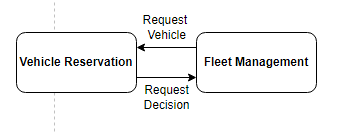 Request
Vehicle
Vehicle Reservation
Fleet Management
Request
Decision